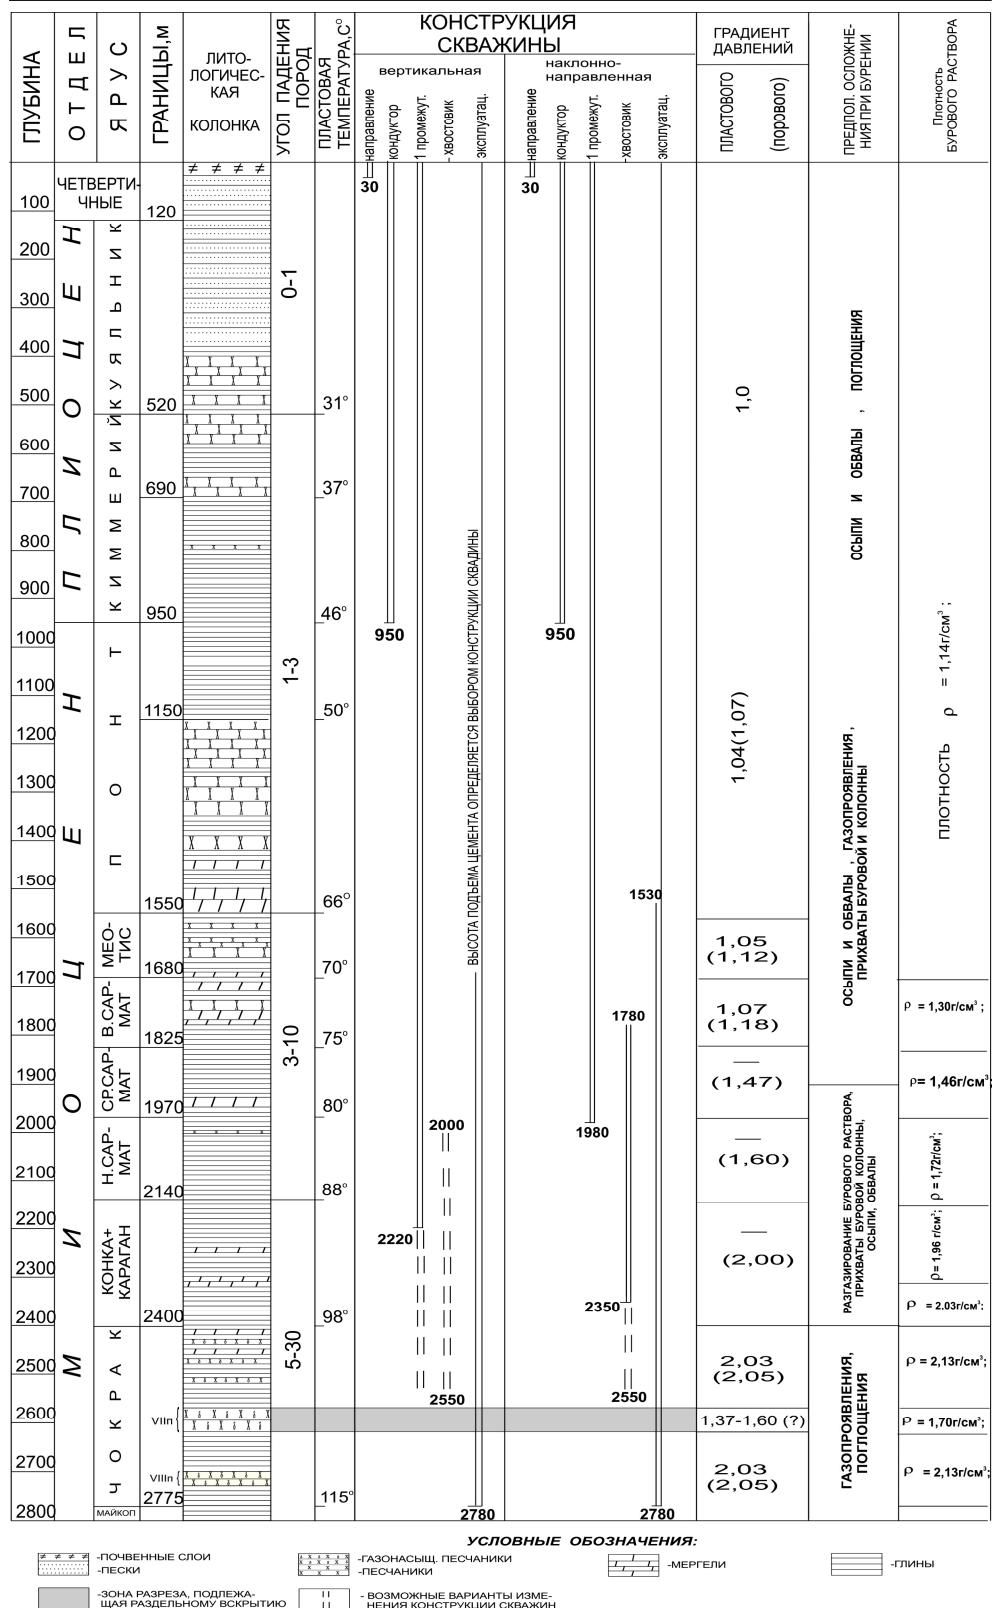 ГЛУБИНА
ОТДЕЛ
ЯРУС
ГРАНИЦЫ,м
ЛИТО-
ЛОГИЧЕС-
КАЯ
КОЛОНКА
УГОЛ ПАДЕНИЯ
ПОРОД
ПЛАСТОВАЯ
ТЕМПЕРАТУРА,С°
КОНСТРУКЦИЯ
СКВАЖИНЫ
вертикальная
наклонно-
направленная
направление
кондуктор
1 промежут.
-хвостовик
эксплуатац.
направление
кондуктор
1 промежут.
-хвостовик
эксплуатац.
ГРАДИЕНТ
ДАВЛЕНИЙ
ПЛАСТОВОГО
(порового)
ПРЕДПОЛ. ОСЛОЖНЕ-
НИЯ ПРИ БУРЕНИИ
Плотность
БУРОВОГО РАСТВОРА
100
200
300
400
500
600
700
800
900
1000
1100
1200
1300
1400
1500
1600
1700
1800
1900
2000
2100
2200
2300
2400
2500
2600
2700
2800
ЧЕТВЕРТИ-
ЧНЫЕ
ПЛИОЦЕН
МИОЦЕН
КУЯЛЬНИК
КИММЕРИЙ
ПОНТ
МЕО-
ТИС
В.САР-
МАТ
СР.САР-
МАТ
Н.САР-
МАТ
КОНКА+
КАРАГАН
ЧОКРАК
МАЙКОП
120
520
690
950
1150
1550
1680
1825
1970
2140
2400
2775
VIIп
VIIIп
0-1
1-3
3-10
5-30
31°
37°
46°
50°
66°
70°
75°
80°
88°
98°
115°
30
950
2220
2000
2550
2780
ВЫСОТА ПОДЪЕМА ЦЕМЕНТА ОПРЕДЕЛЯЕТСЯ ВЫБОРОМ КОНСТРУКЦИИ СКВАДИНЫ
30
950
1980
1780
2350
2550
1530
2780
1,0
1,04(1,07)
1,05
(1,12)
1,07
(1,18)
—
(1,47)
—
(1,60)
—
(2,00)
2,03
(2,05)
1,37-1,60 (?)
2,03
(2,05)
ОСЫПИ И ОБВАЛЫ , ПОГЛОЩЕНИЯ
ОСЫПИ И ОБВАЛЫ , ГАЗОПРОЯВЛЕНИЯ,
ПРИХВАТЫ БУРОВОЙ И КОЛОННЫ
РАЗГАЗИРОВАНИЕ БУРОВОГО РАСТВОРА,
ПРИХВАТЫ БУРОВОЙ КОЛОННЫ,
ОСЫПИ, ОБВАЛЫ
ГАЗОПРОЯВЛЕНИЯ,
ПОГЛОЩЕНИЯ
ПЛОТНОСТЬ ρ = 1,14г/см³ ;
ρ = 1,30г/см³ ;
ρ= 1,46г/см³;
ρ = 1,72г/см³;
ρ= 1,96 г/см³;
ρ = 2.03г/см³;
ρ = 2,13г/см³;
ρ = 1,70г/см³;
ρ = 2,13г/см³;
УСЛОВНЫЕ ОБОЗНАЧЕНИЯ:
-ПОЧВЕННЫЕ СЛОИ
-ПЕСКИ
-ГАЗОНАСЫЩ. ПЕСЧАНИКИ
-ПЕСЧАНИКИ
-МЕРГЕЛИ
-ГЛИНЫ
-ЗОНА РАЗРЕЗА, ПОДЛЕЖА-
ЩАЯ РАЗДЕЛЬНОМУ ВСКРЫТИЮ
- ВОЗМОЖНЫЕ ВАРИАНТЫ ИЗМЕ-
НЕНИЯ КОНСТРУКЦИИ СКВАЖИН